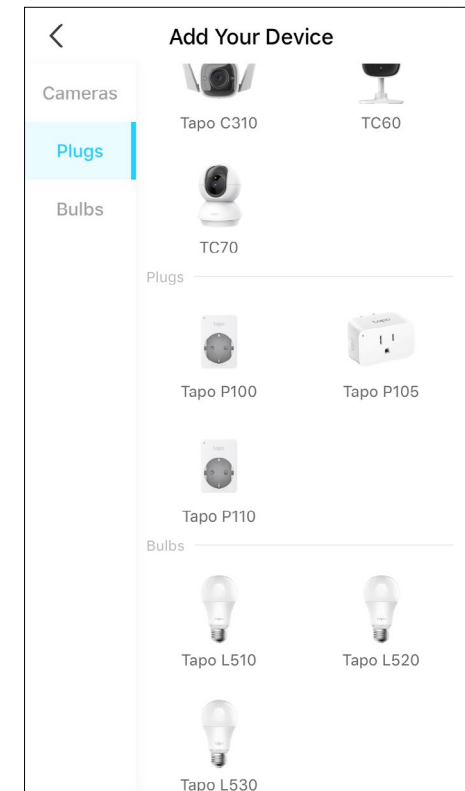 Add Your Device
Cameras
Plugs
Bulbs
Tapo C310 TC60
TC70
Plugs
Tapo P100 Tapo P105
Tapo P110
Bulbs
Tapo L510 Tapo L520
Tapo L530